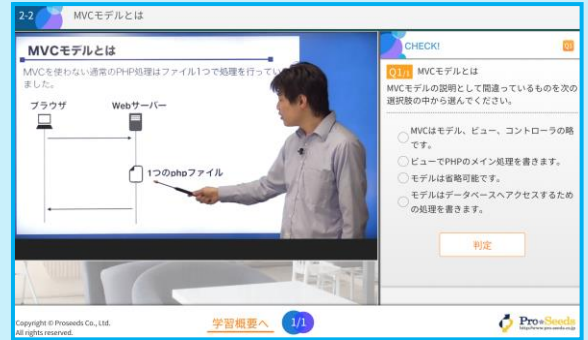 2-2 MVCモデルとは
MVCモデルとは
MVCを使わない通常のPHP処理はファイル1つで処理を行ってい
ました。
ブラウザ Webサーバー
1つのphpファイル
CHECK!
Q1/1 MVCモデルとは
MVCモデルの説明として間違っているものを次の
選択肢の中から選んでください。
MVCはモデル、ビュー、コントローラの略
です。
ビューでPHPのメイン処理を書きます。
モデルは省略可能です。
モデルはデータベースへアクセスするため
の処理を書きます。
判定
Copyright © Proseeds Co., Ltd.
All rights reserved.
学習概要へ 1/1
Pro Seeds